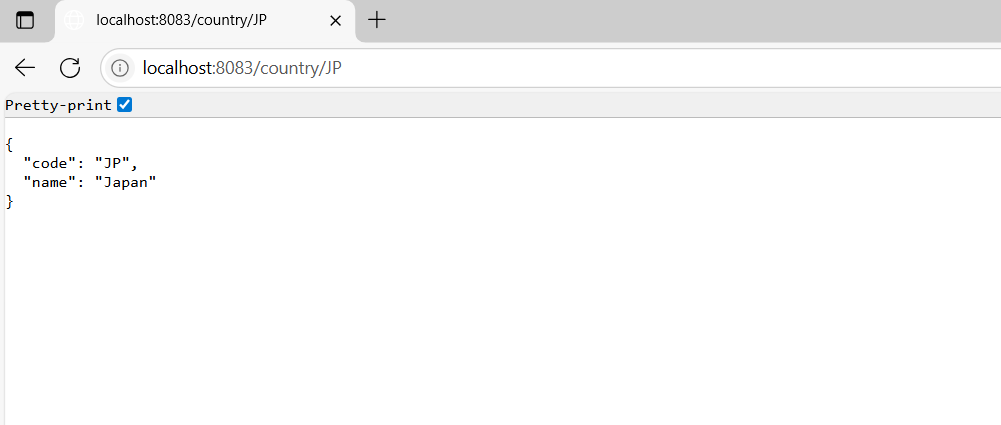 localhost:8083/country/JP
localhost:8083/country/JP
Pretty-print
{
  "code": "JP",
  "name": "Japan"
}